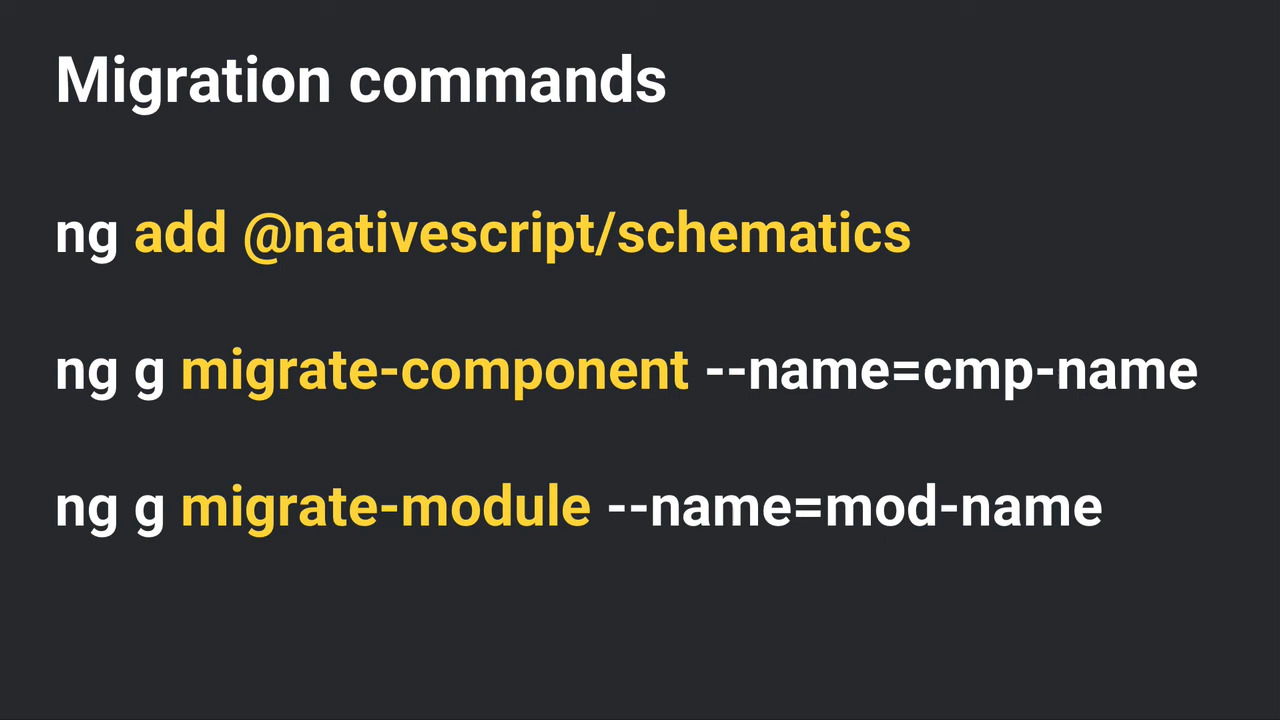 Migration commands
ng add @nativescript/schematics
ng g migrate-component --name=cmp-name
ng g migrate-module --name=mod-name